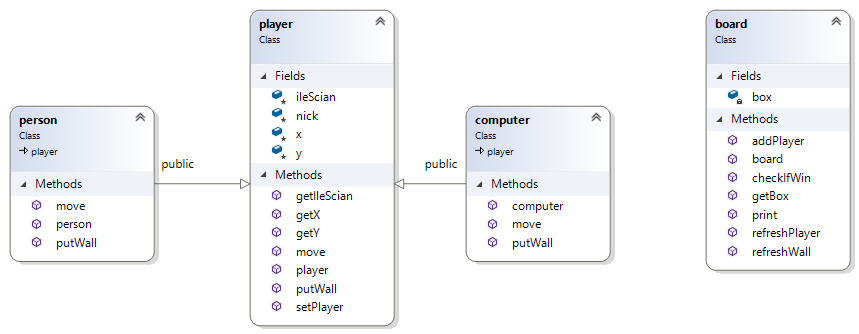 person
Class
player
Methods
move
person
putWall
public
player
Class
Fields
ileScian
nick
x
y
Methods
getIleScian
getX
getY
move
player
putWall
setPlayer
public
computer
Class
player
Methods
computer
move
putWall
board
Class
Fields
box
Methods
addPlayer
board
checkIfWin
getBox
print
refreshPlayer
refreshWall